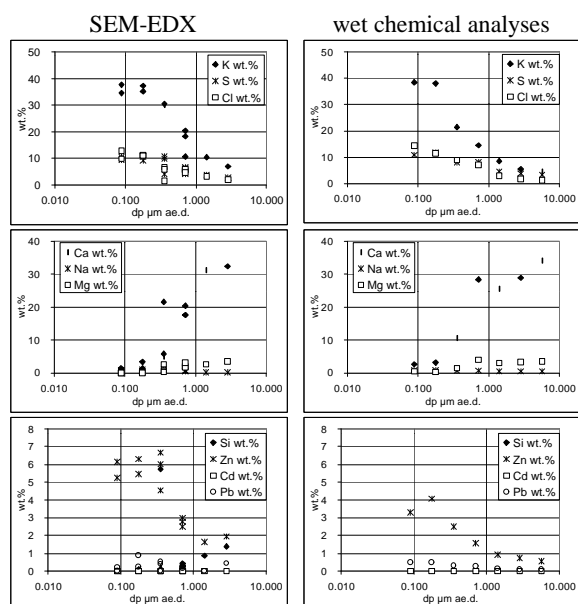 SEM-EDX
wet chemical analyses
50
40
30
20
10
0
wt.%
K wt.%
S wt.%
Cl wt.%
0.010 0.100 1.000 10.000
dp µm ae.d.
50
40
30
20
10
0
wt.%
K wt.%
S wt.%
Cl wt.%
0.010 0.100 1.000 10.000
dp µm ae.d.
40
30
20
10
0
wt.%
Ca wt.%
Na wt.%
Mg wt.%
0.010 0.100 1.000 10.000
dp µm ae.d.
40
30
20
10
0
wt.%
Ca wt.%
Na wt.%
Mg wt.%
0.010 0.100 1.000 10.000
dp µm ae.d.
8
7
6
5
4
3
2
1
0
wt.%
Si wt.%
Zn wt.%
Cd wt.%
Pb wt.%
0.010 0.100 1.000 10.000
dp µm ae.d.
8
7
6
5
4
3
2
1
0
wt.%
Si wt.%
Zn wt.%
Cd wt.%
Pb wt.%
0.010 0.100 1.000 10.000
dp µm ae.d.